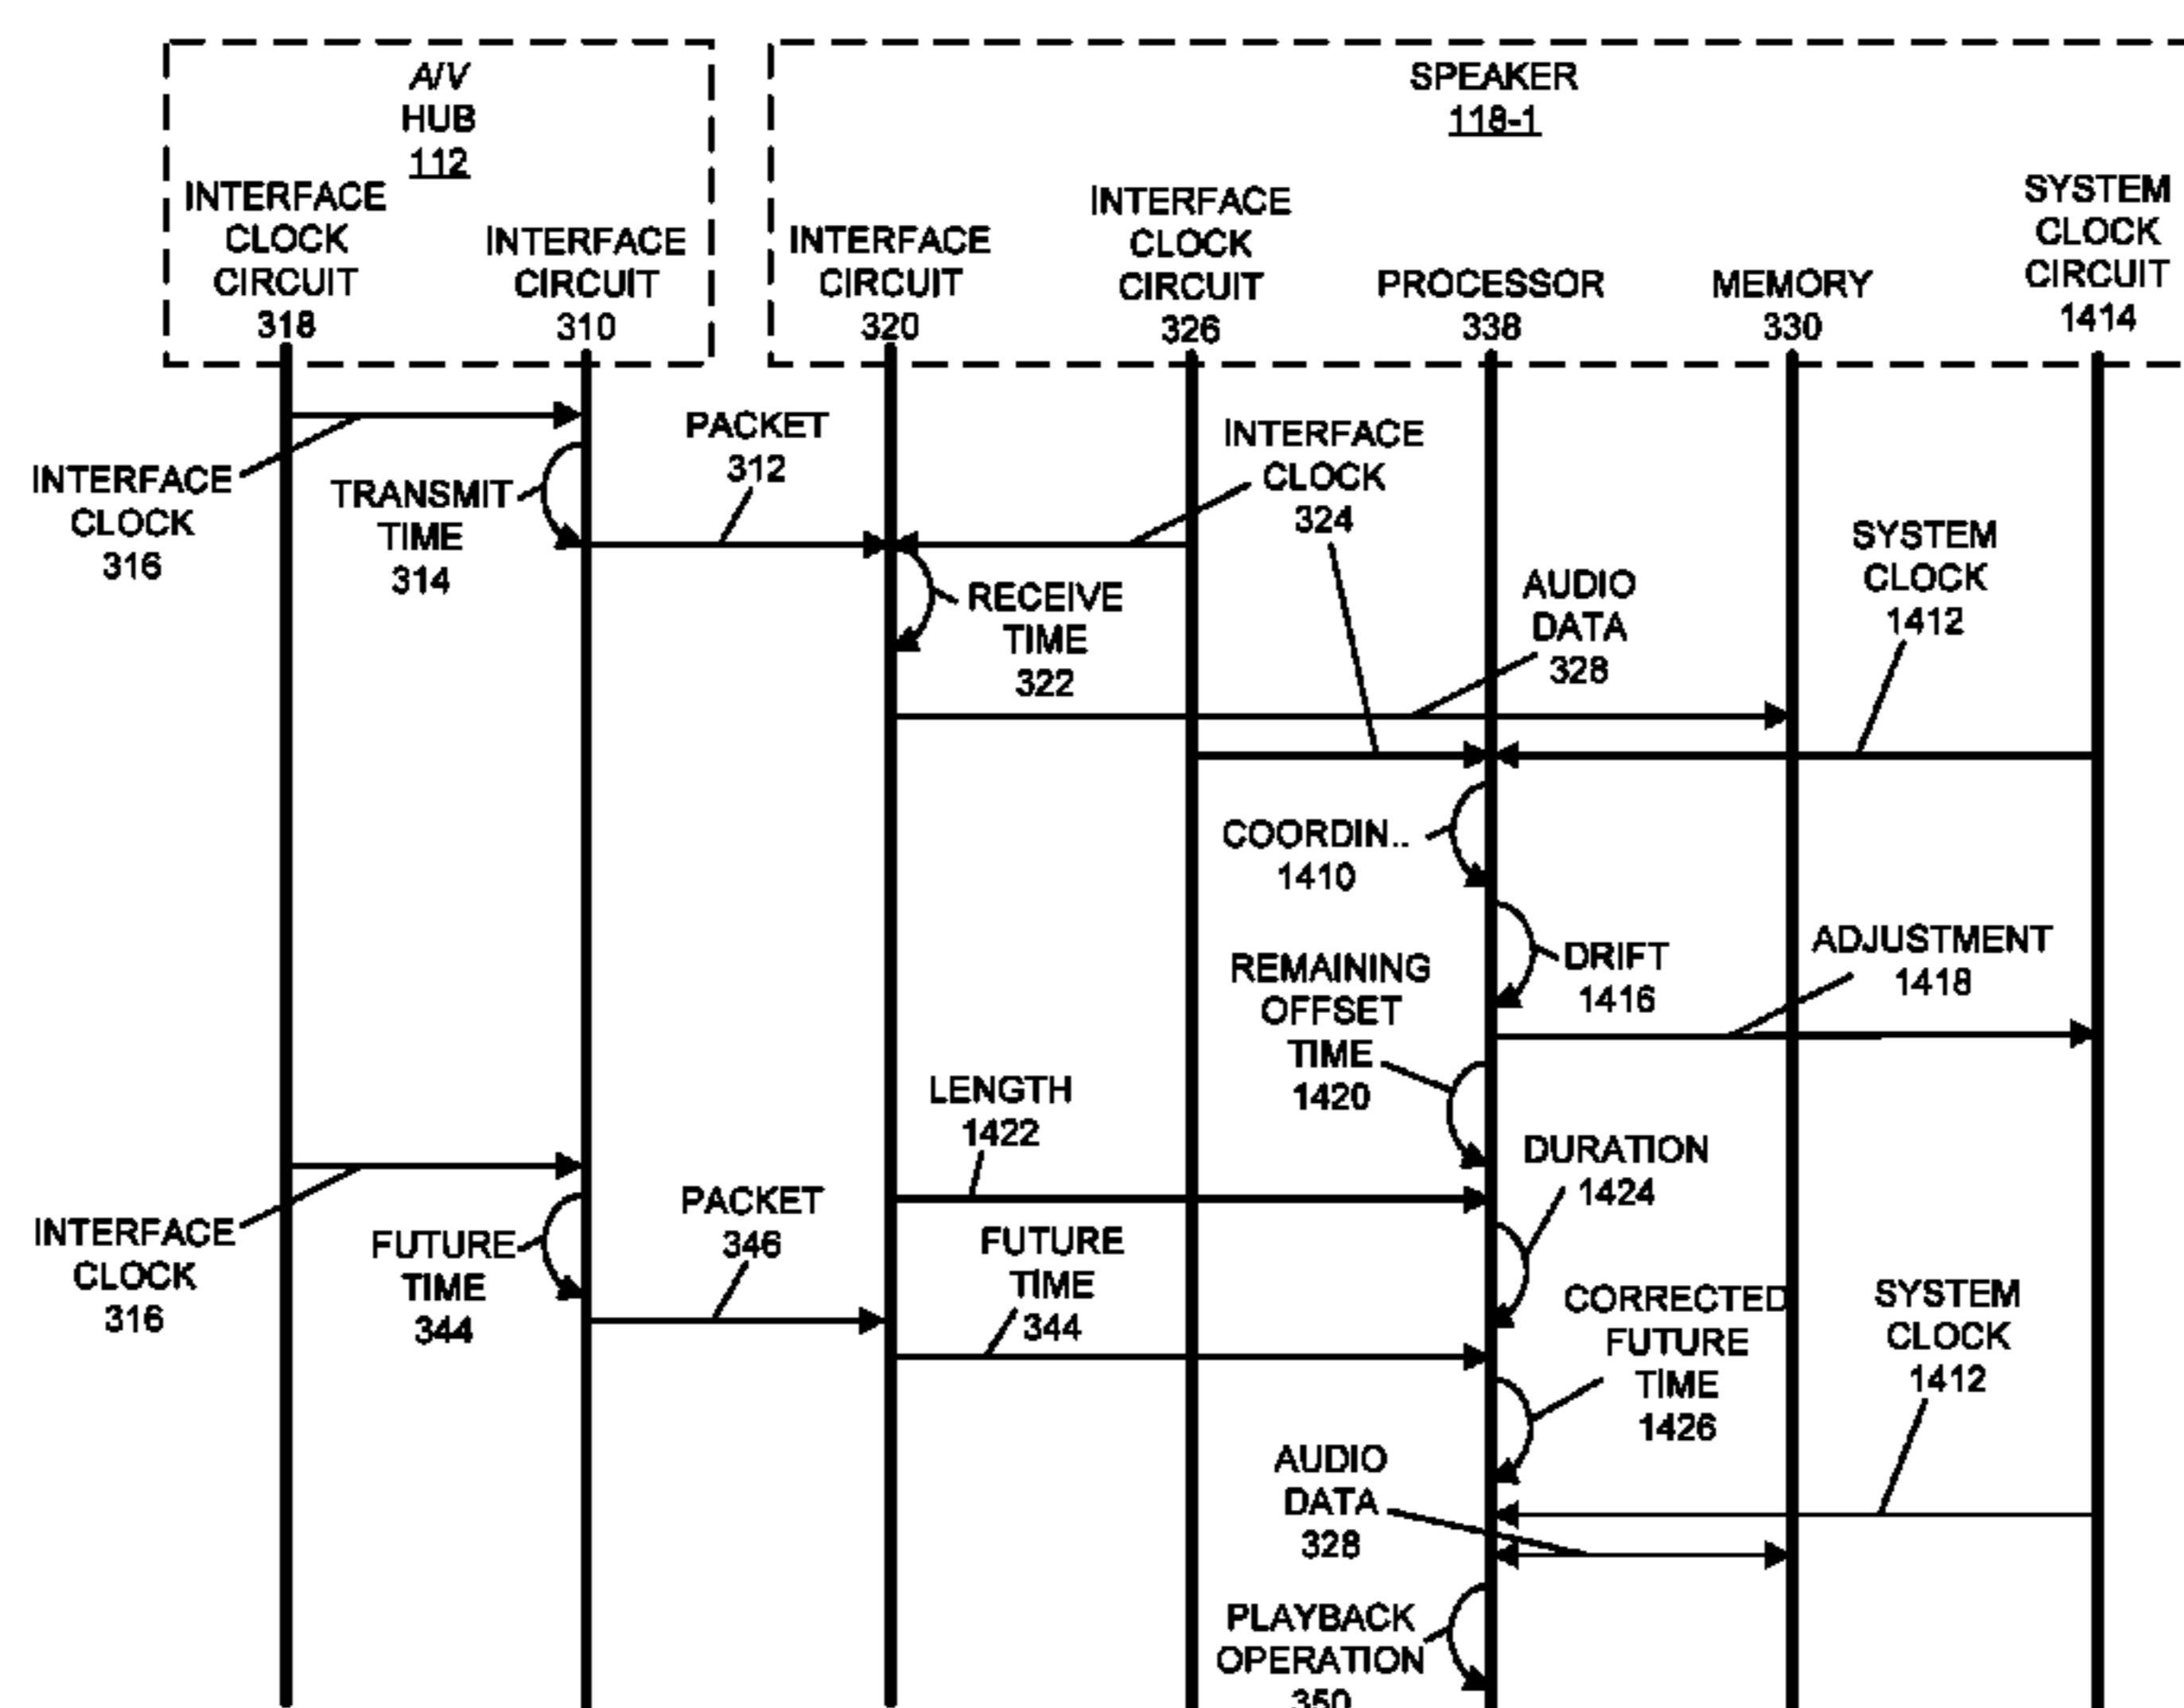 A/V
HUB
112
SPEAKER
118-1
INTERFACE
CLOCK
CIRCUIT
318
INTERFACE
CIRCUIT
310
INTERFACE
CIRCUIT
320
INTERFACE
CLOCK
CIRCUIT
326
PROCESSOR
338
MEMORY
330
SYSTEM
CLOCK
CIRCUIT
1414
INTERFACE
CLOCK
316
TRANSMIT
TIME
314
PACKET
312
INTERFACE
CLOCK
324
RECEIVE
TIME
322
AUDIO
DATA
328
SYSTEM
CLOCK
1412
COORDIN..
1410
DRIFT
1416
ADJUSTMENT
1418
REMAINING
OFFSET
TIME
1420
LENGTH
1422
DURATION
1424
INTERFACE
CLOCK
316
FUTURE
TIME
344
PACKET
346
FUTURE
TIME
344
CORRECTED
FUTURE
TIME
1426
SYSTEM
CLOCK
1412
AUDIO
DATA
328
PLAYBACK
OPERATION
350